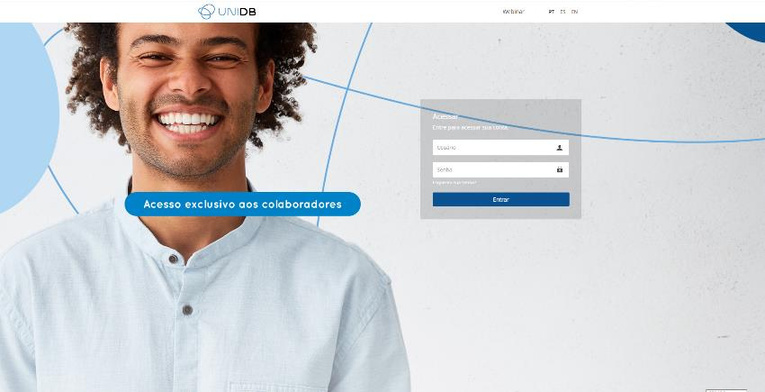 UNIDB
Webinar
PT ES EN
Acessar
Entre para acessar sua conta
Usuário
Senha
Acesso exclusivo aos colaboradores
Entrar